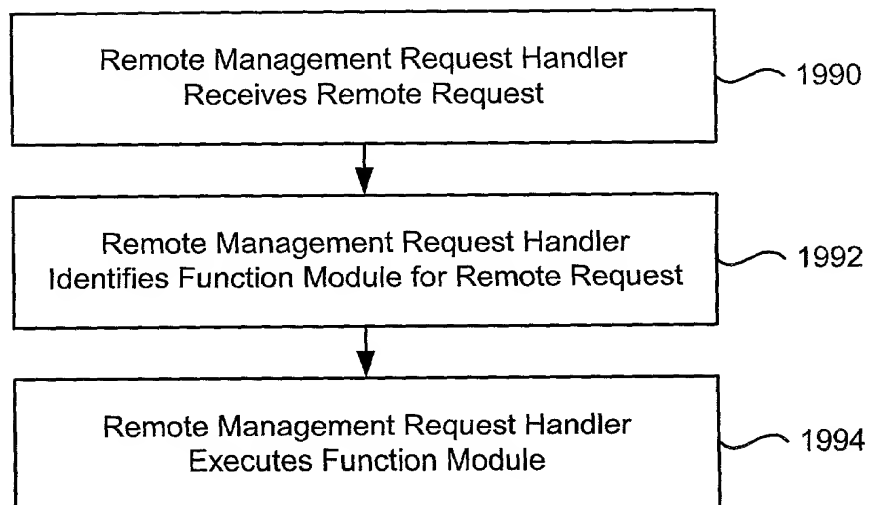 Remote Management Request Handler
Receives Remote Request
1990
Remote Management Request Handler
Identifies Function Module for Remote Request
1992
Remote Management Request Handler
Executes Function Module
1994